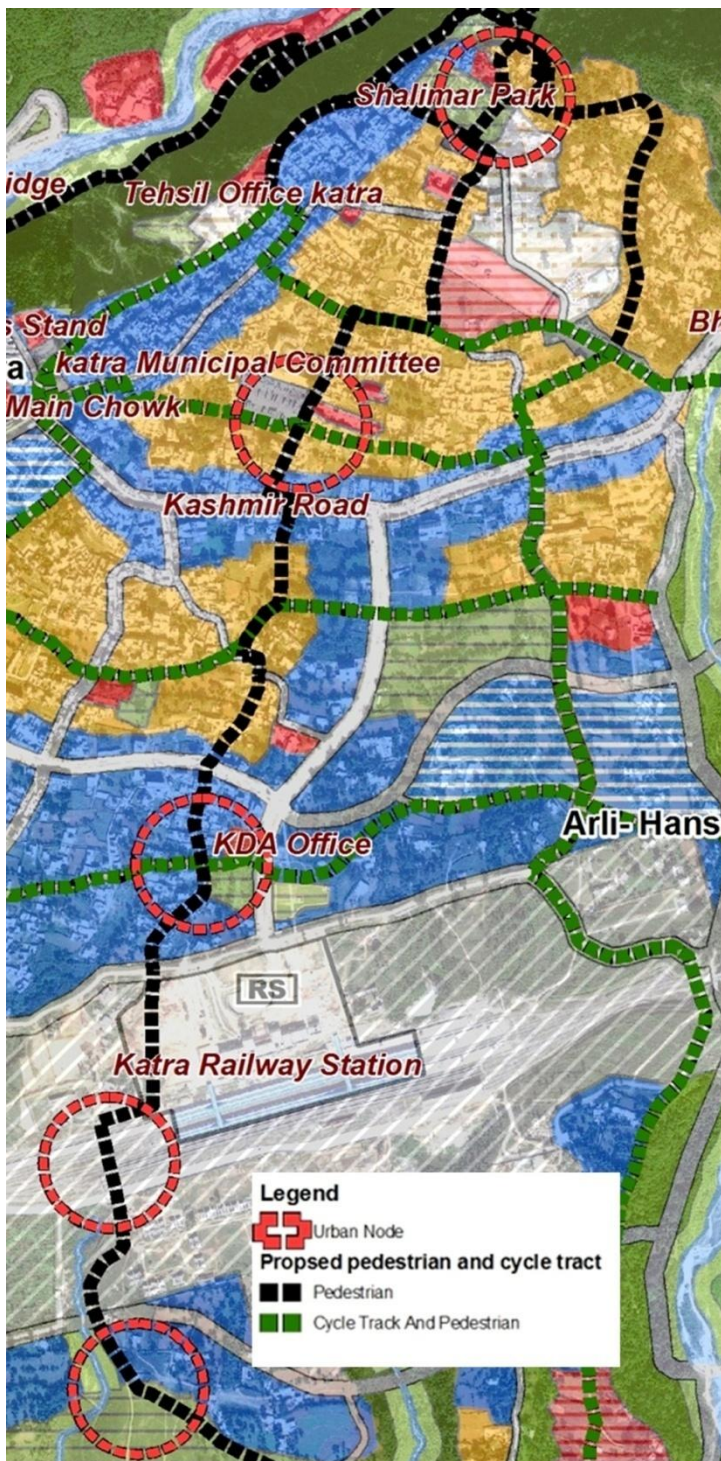 Shalimar Park
idge
Tehsil Office katra
s Stand
Bh
a
katra Municipal Committee
Main Chowk
Kashmir Road
Arli- Hans
KDA Office
RS
Katra Railway Station
Legend
Urban Node
Propsed pedestrian and cycle tract
Pedestrian
Cycle Track And Pedestrian